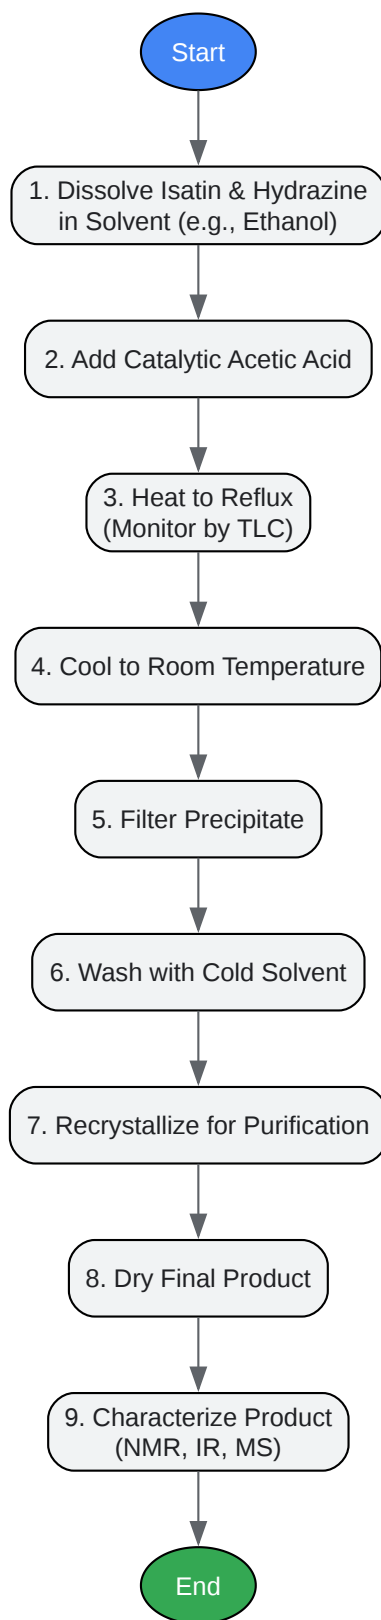 Start
1. Dissolve Isatin & Hydrazine
in Solvent (e.g., Ethanol)
2. Add Catalytic Acetic Acid
3. Heat to Reflux
(Monitor by TLC)
4. Cool to Room Temperature
5. Filter Precipitate
6. Wash with Cold Solvent
7. Recrystallize for Purification
8. Dry Final Product
9. Characterize Product
(NMR, IR, MS)
End